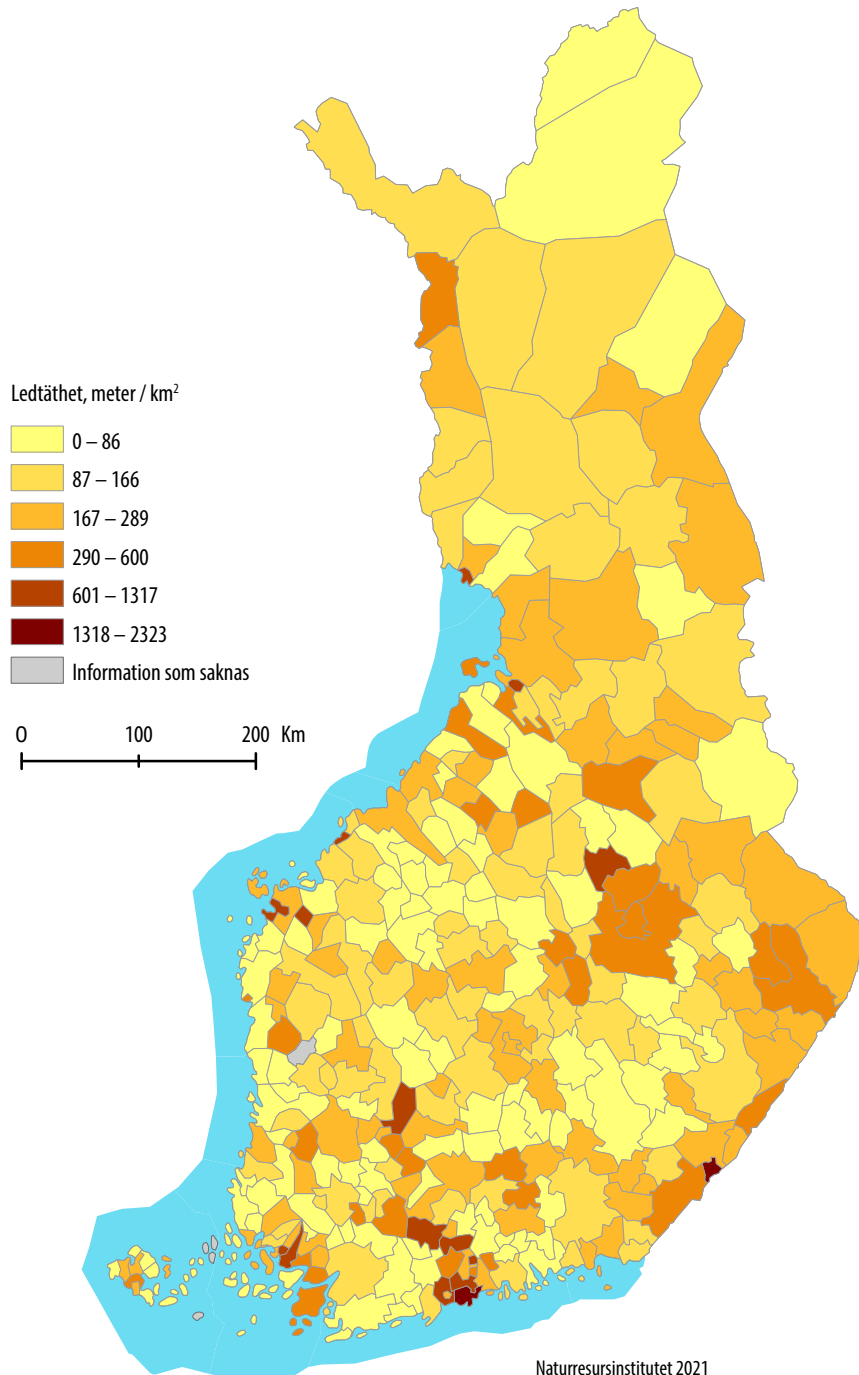 Ledtäthet, meter / km²
0 – 86
87 – 166
167 – 289
290 – 600
601 – 1317
1318 – 2323
Information som saknas
0 100 200 Km
Naturresursinstitutet 2021